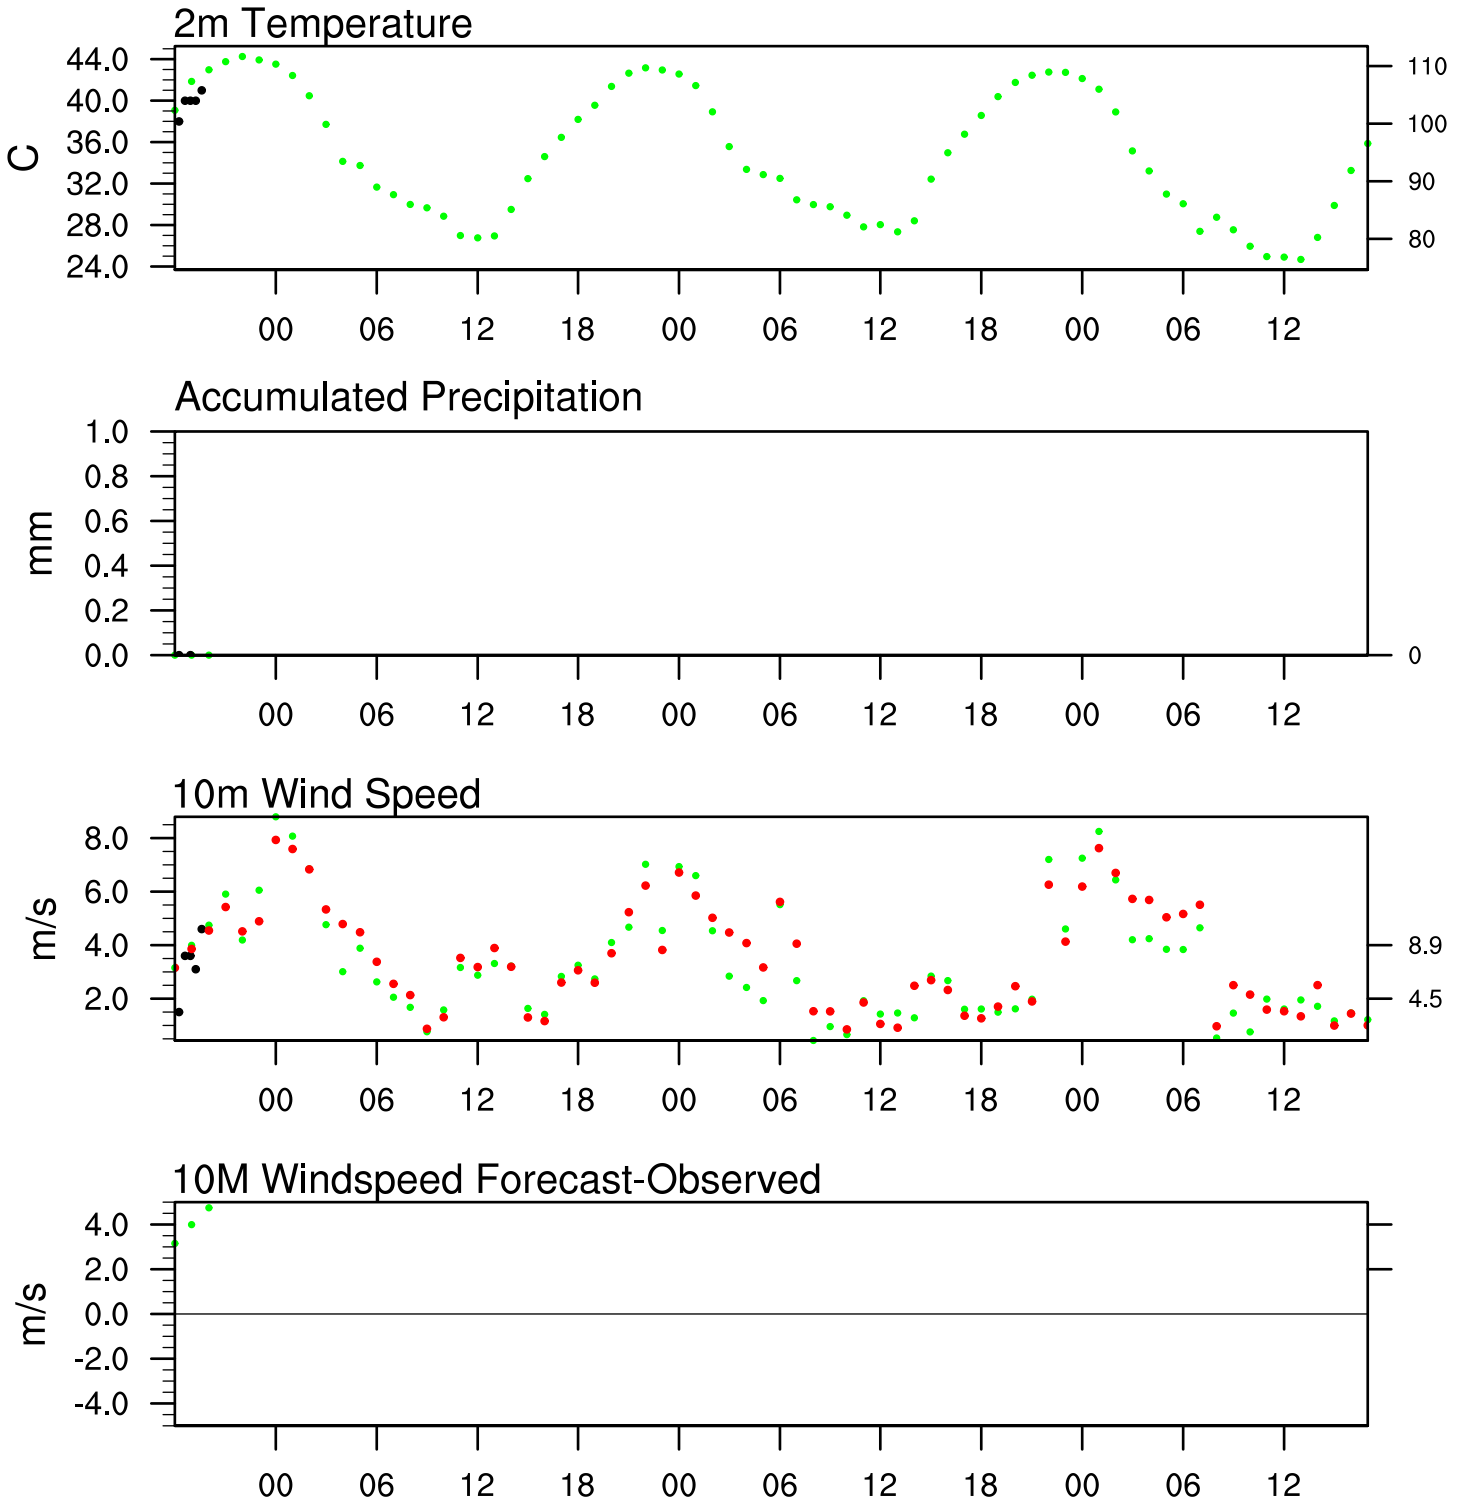 2m Temperature
44.0
40.0
36.0
32.0
28.0
24.0
C
110
100
90
80
00 06 12 18 00 06 12 18 00 06 12
Accumulated Precipitation
1.0
0.8
0.6
0.4
0.2
0.0
mm
0
00 06 12 18 00 06 12 18 00 06 12
10m Wind Speed
8.0
6.0
4.0
2.0
m/s
8.9
4.5
00 06 12 18 00 06 12 18 00 06 12
10M Windspeed Forecast-Observed
4.0
2.0
0.0
-2.0
-4.0
m/s
00 06 12 18 00 06 12 18 00 06 12